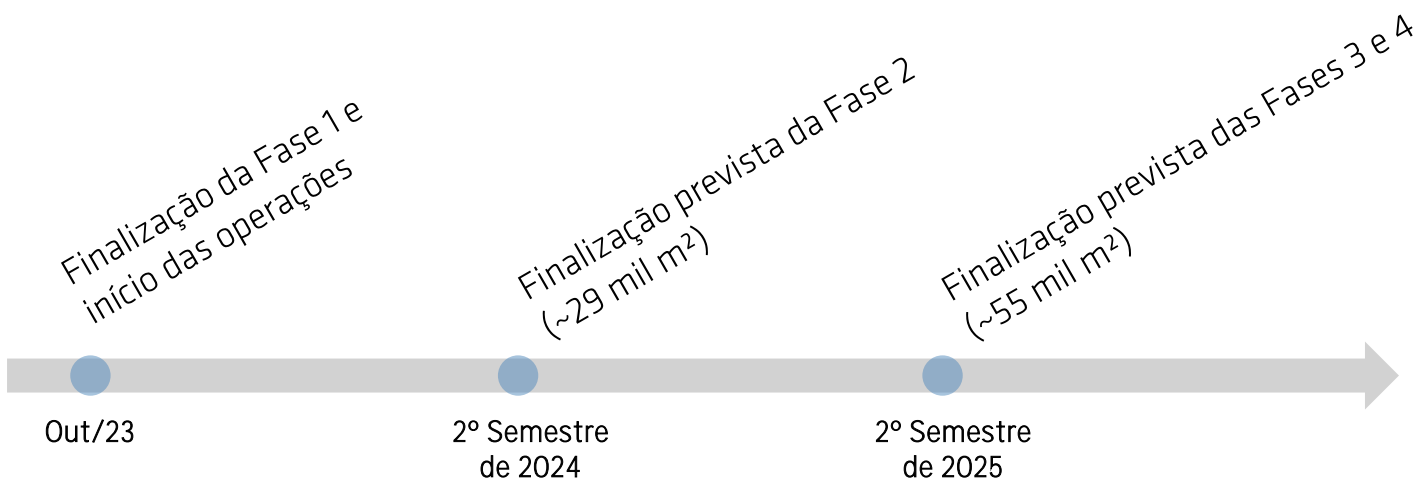 Finalização da Fase 1 e
início das operações
Finalização prevista da Fase 2
(~29 mil m²)
Finalização prevista das Fases 3 e 4
(~55 mil m²)
Out/23
2º Semestre
de 2024
2º Semestre
de 2025